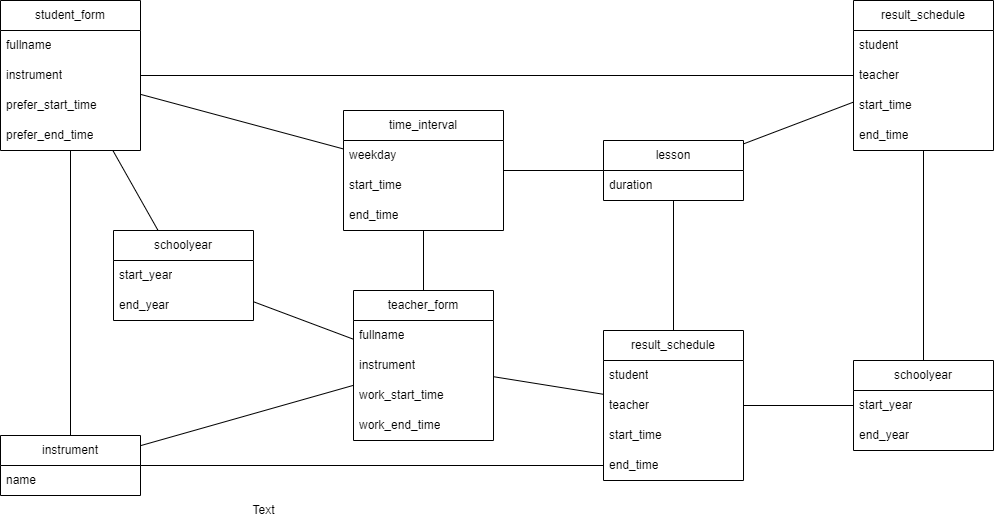 student_form
fullname
instrument
prefer_start_time
prefer_end_time
result_schedule
student
teacher
start_time
end_time
time_interval
weekday
start_time
end_time
lesson
duration
schoolyear
start_year
end_year
teacher_form
fullname
instrument
work_start_time
work_end_time
result_schedule
student
teacher
start_time
end_time
schoolyear
start_year
end_year
instrument
name
Text